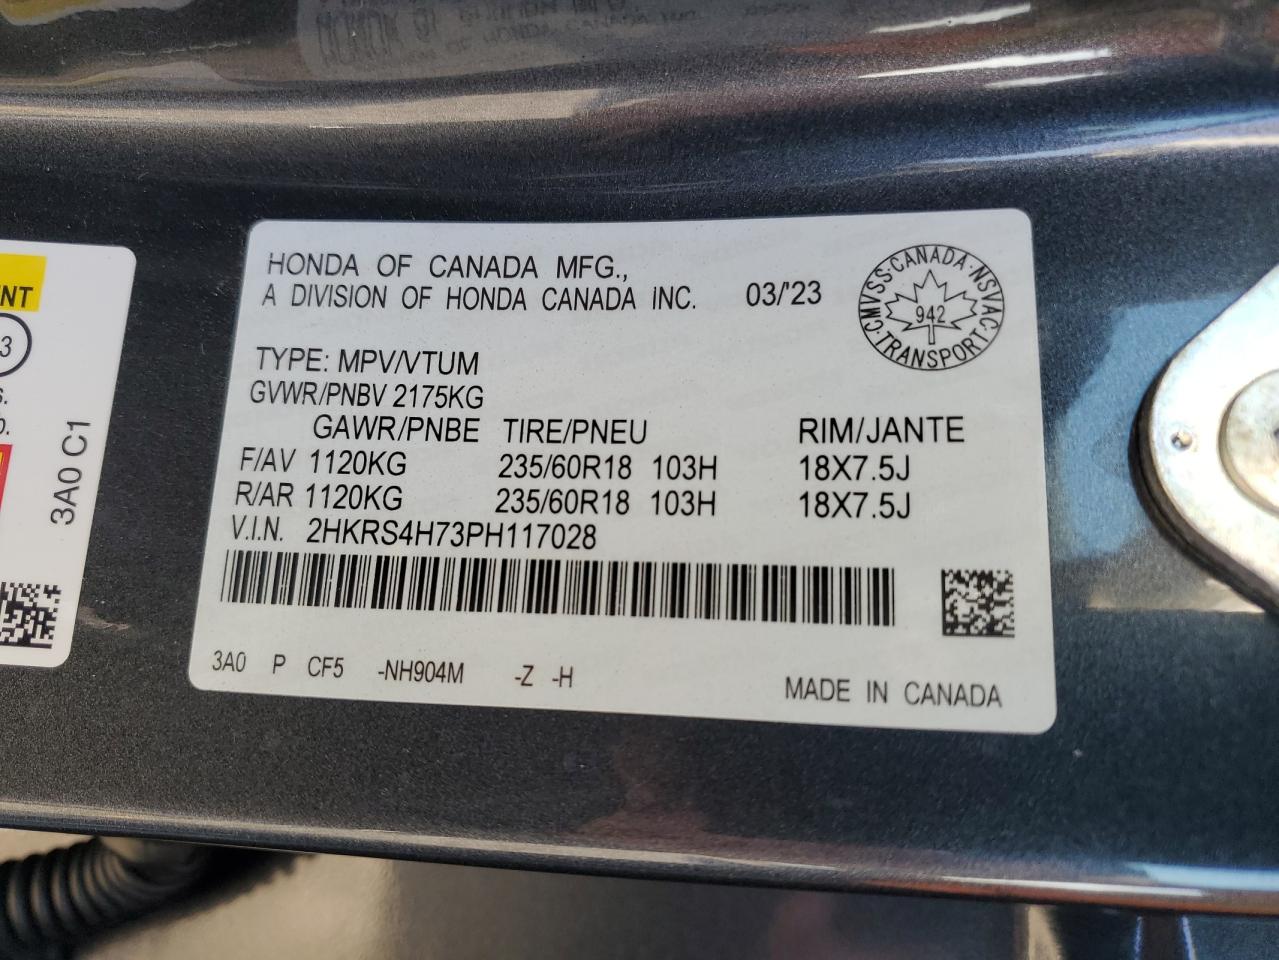 HONDA OF CANADA MFG.,
A DIVISION OF HONDA CANADA INC. 03/'23
CMVSS·CANADA·NSVAC·TRANSPORT
942
TYPE: MPV/VTUM
GVWR/PNBV 2175KG
GAWR/PNBE TIRE/PNEU RIM/JANTE
F/AV 1120KG 235/60R18 103H 18X7.5J
R/AR 1120KG 235/60R18 103H 18X7.5J
V.I.N. 2HKRS4H73PH117028
3A0 P CF5 -NH904M -Z -H
MADE IN CANADA
3A0 C1